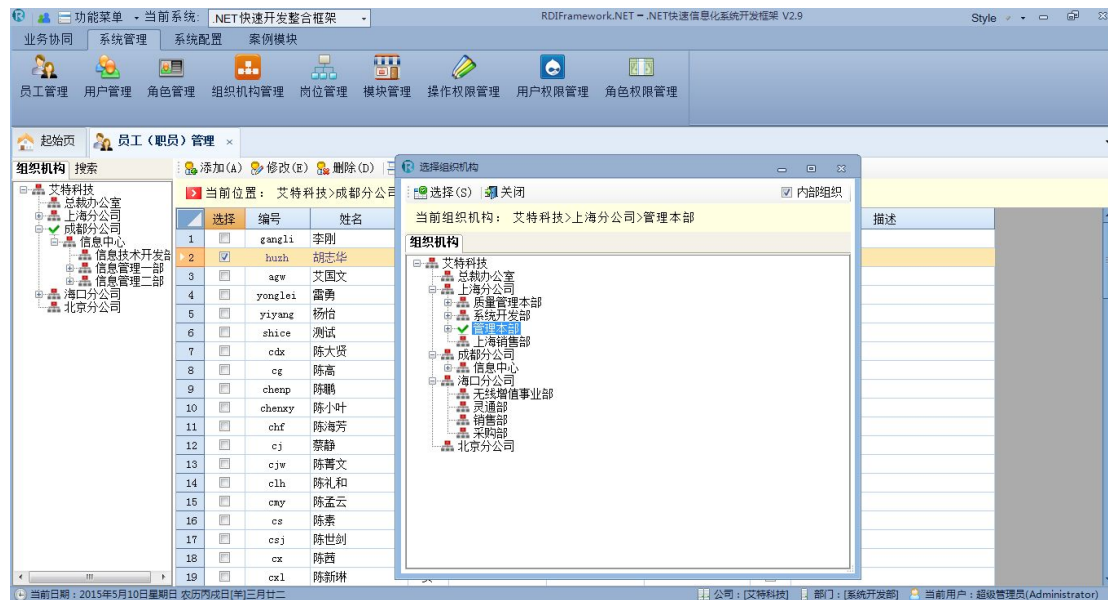 功能菜单 当前系统: .NET快速开发整合框架 RDIFramework.NET - .NET快速信息化系统开发框架 V2.9 Style
业务协同 系统管理 系统配置 案例模块
员工管理 用户管理 角色管理 组织机构管理 岗位管理 模块管理 操作权限管理 用户权限管理 角色权限管理
起始页 员工(职员)管理 ×
组织机构 搜索
艾特科技
总裁办公室
上海分公司
成都分公司
信息中心
信息技术开发部
信息管理一部
信息管理二部
海口分公司
北京分公司
添加(A) 修改(E) 删除(D)
当前位置: 艾特科技>成都分公司
选择 编号 姓名 描述
1 gangli 李刚
2 huzh 胡志华
3 agw 艾国文
4 yonglei 雷勇
5 yiyang 杨怡
6 shice 测试
7 cdx 陈大贤
8 cg 陈高
9 chenp 陈鹏
10 chenxy 陈小叶
11 chf 陈海芳
12 cj 蔡静
13 cjw 陈菁文
14 clh 陈礼和
15 cmy 陈孟云
16 cs 陈素
17 csj 陈世剑
18 cx 陈茜
19 cxl 陈新琳
选择组织机构
选择(S) 关闭 内部组织
当前组织机构: 艾特科技>上海分公司>管理本部
组织机构
艾特科技
总裁办公室
上海分公司
质量管理本部
系统开发部
管理本部
上海销售部
成都分公司
信息中心
海口分公司
无线增值事业部
灵通部
销售部
采购部
北京分公司
当前日期:2015年5月10日星期日 农历丙戌日[羊]三月廿二 公司:[艾特科技] 部门:[系统开发部] 当前用户:超级管理员(Administrator)